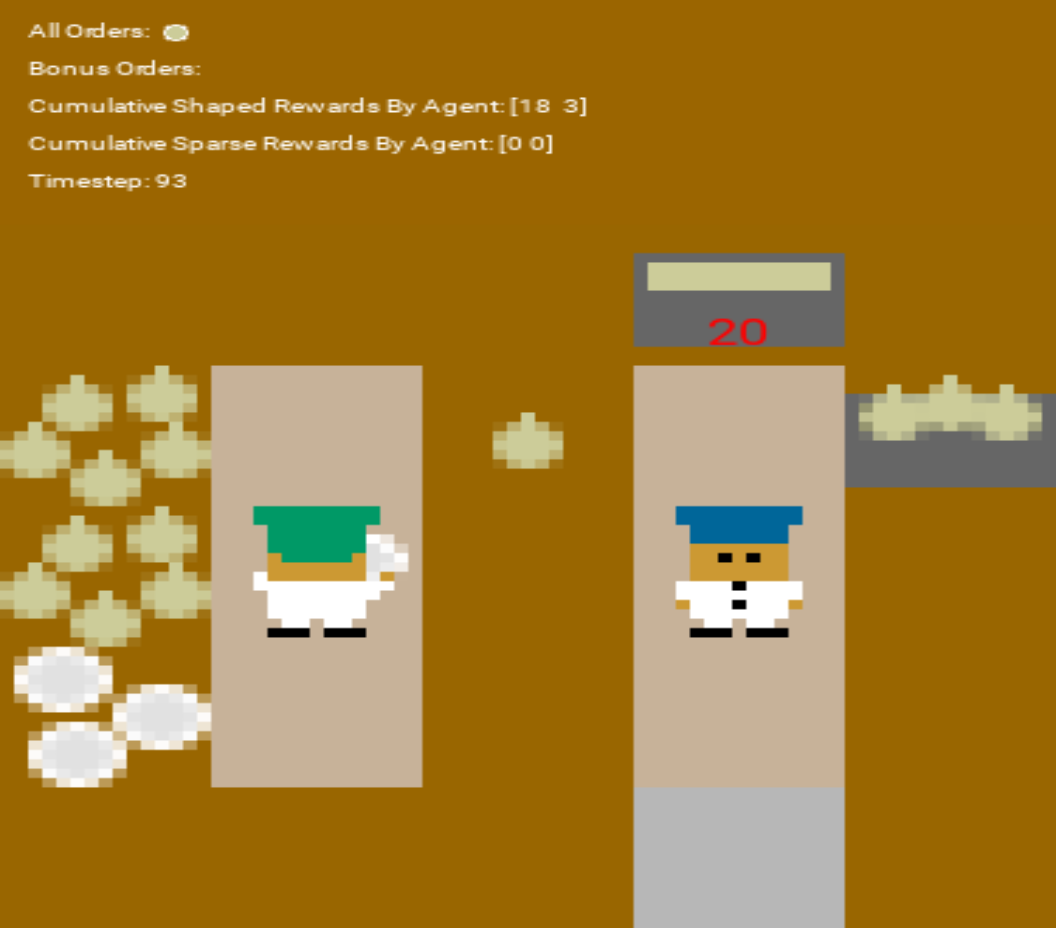 All Orders:
Bonus Orders:
Cumulative Shaped Rewards By Agent: [18 3]
Cumulative Sparse Rewards By Agent: [0 0]
Timestep: 93
20